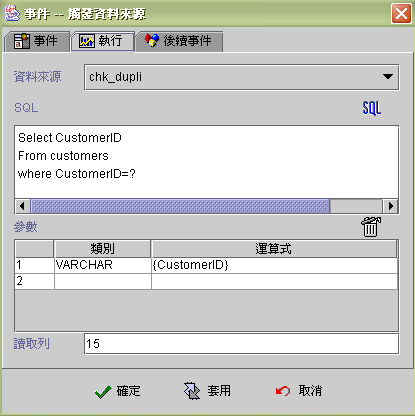 事件 -- 觸發資料來源
事件 執行 後續事件
資料來源 chk_dupli
SQL SQL
Select CustomerID
From customers
where CustomerID=?
參數
類別 運算式
1 VARCHAR {CustomerID}
2
讀取列 15
確定 套用 取消